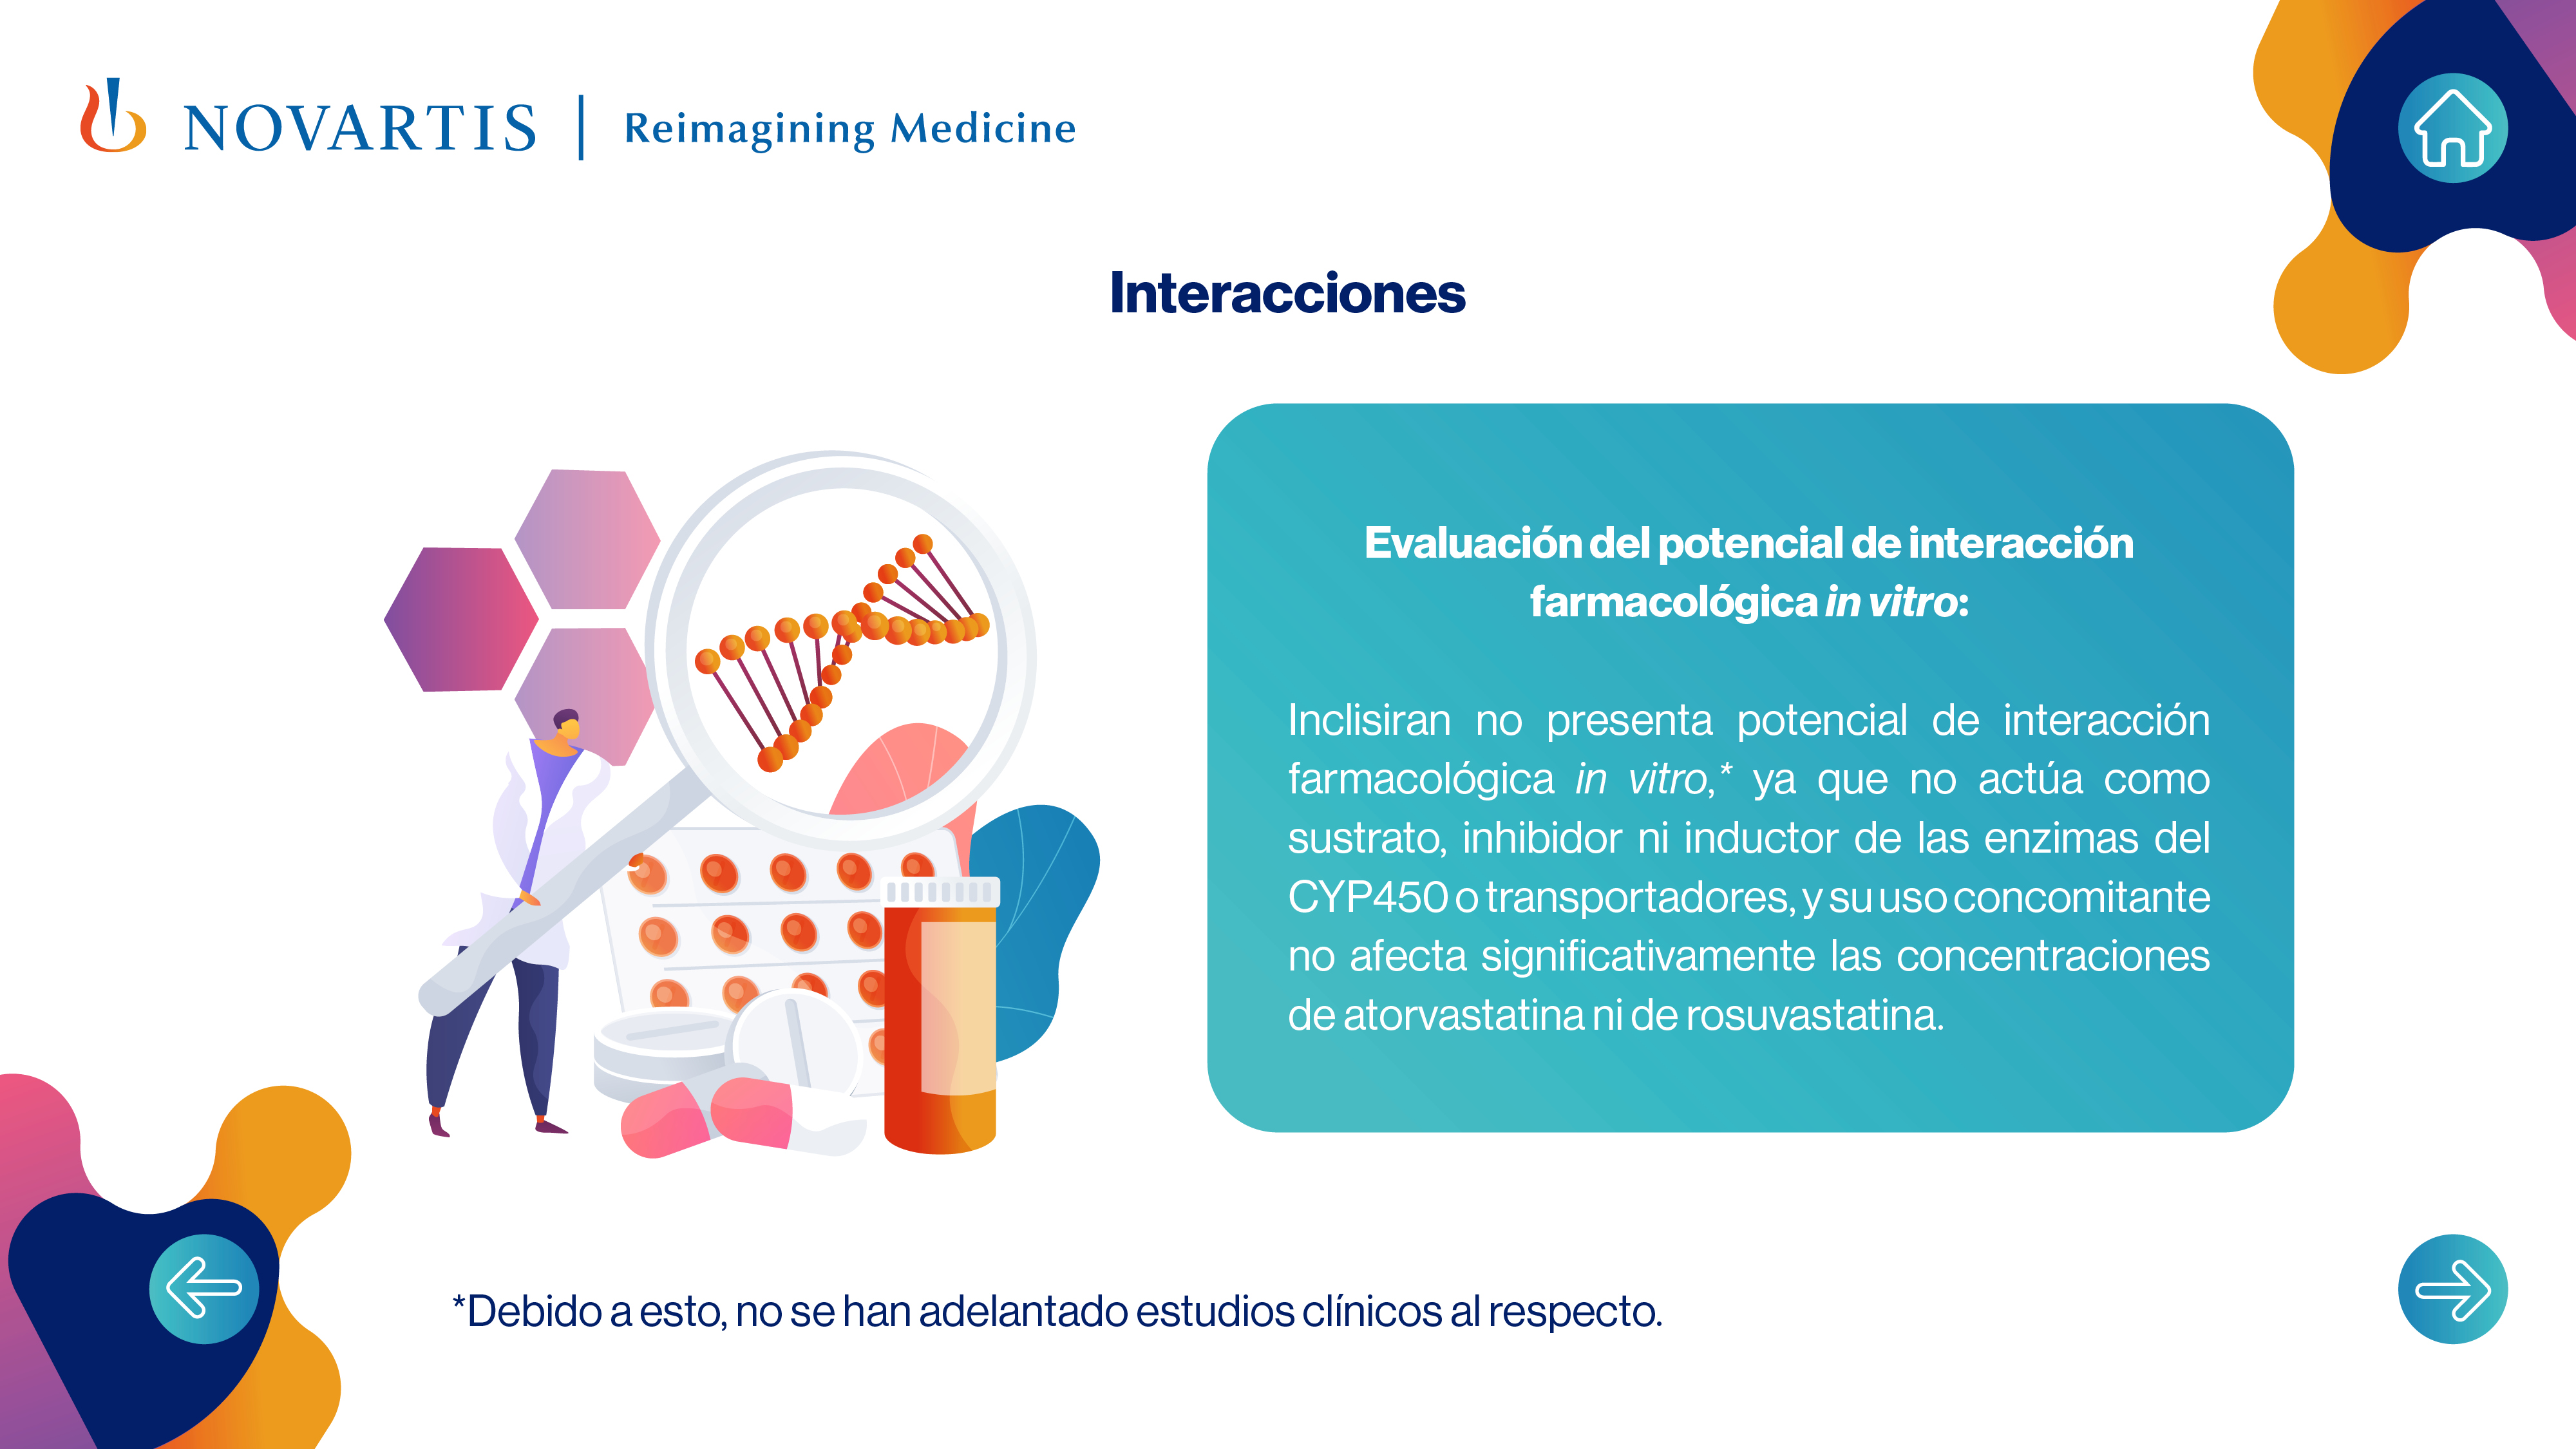 NOVARTIS | Reimagining Medicine
Interacciones
Evaluación del potencial de interacción
farmacológica in vitro:
Inclisiran no presenta potencial de interacción
farmacológica in vitro,* ya que no actúa como
sustrato, inhibidor ni inductor de las enzimas del
CYP450 o transportadores, y su uso concomitante
no afecta significativamente las concentraciones
de atorvastatina ni de rosuvastatina.
*Debido a esto, no se han adelantado estudios clínicos al respecto.